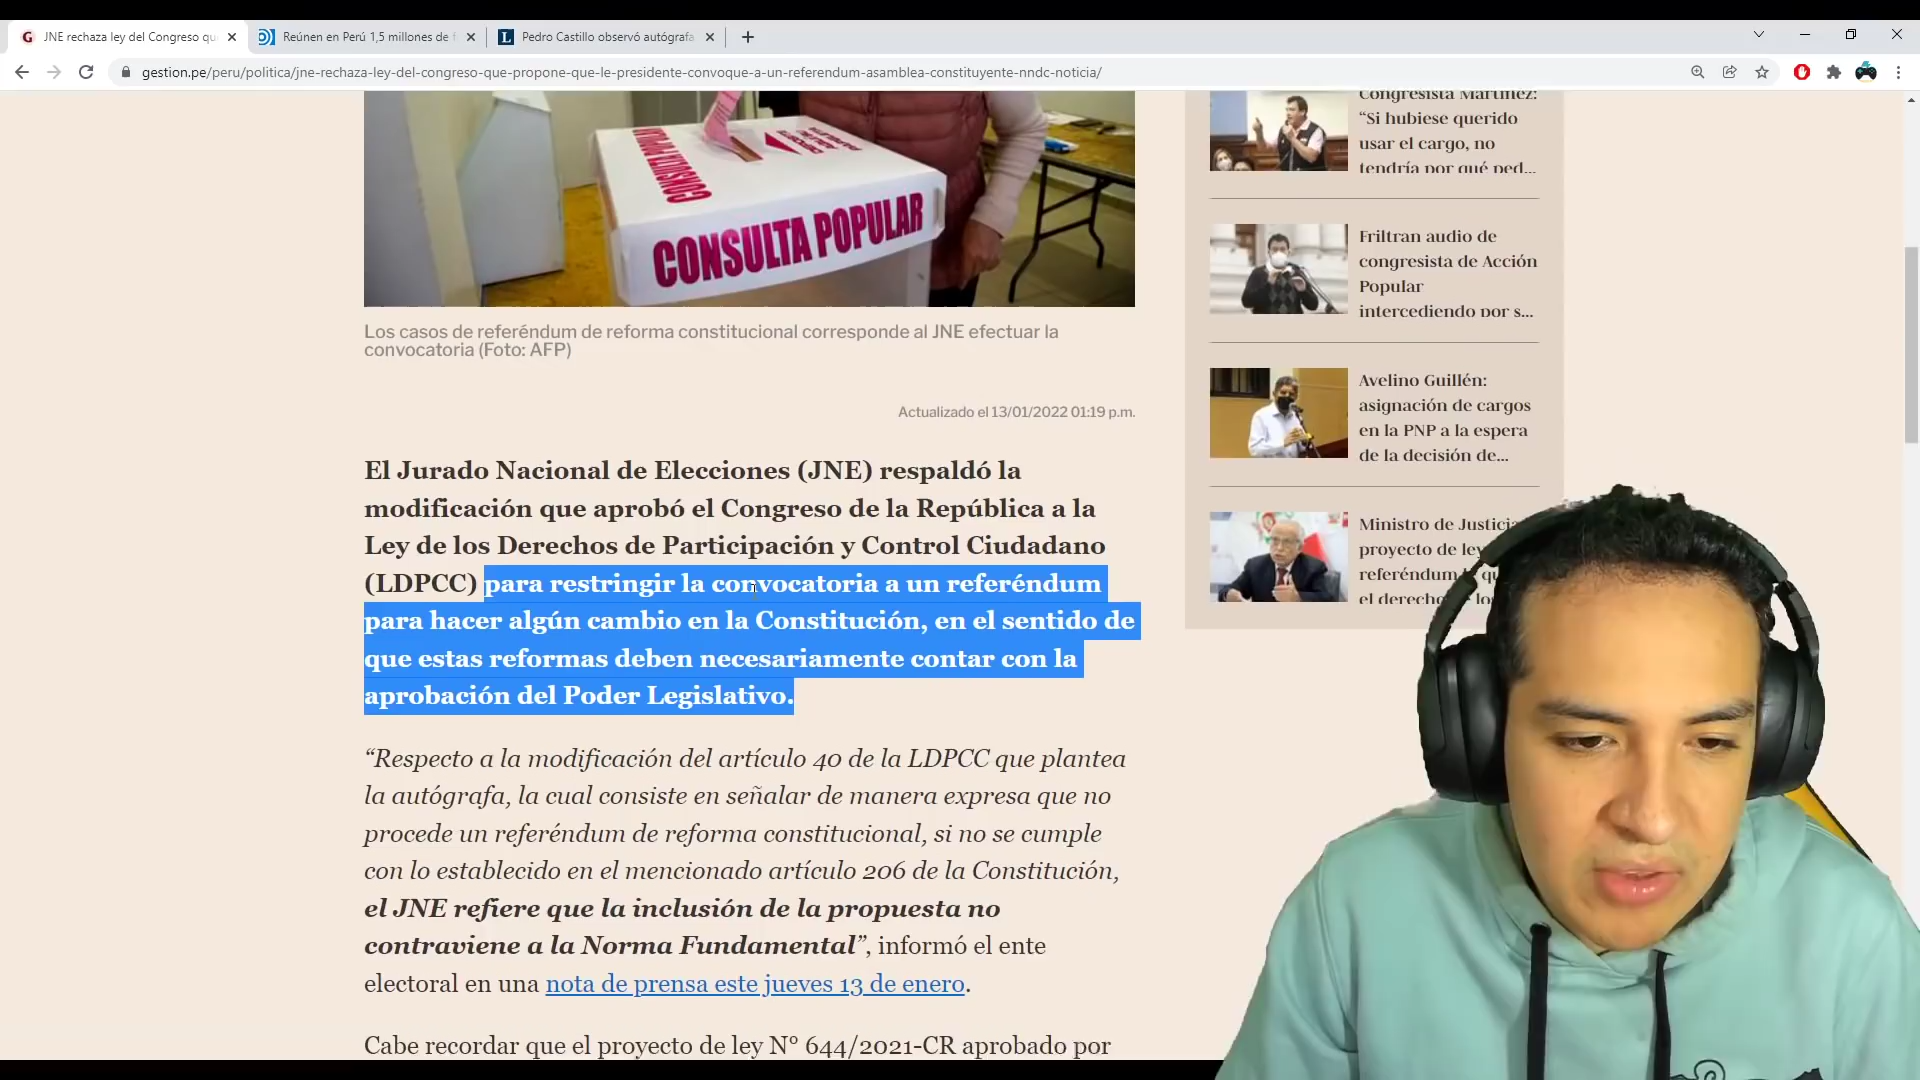 JNE rechaza ley del Congreso qu
Reúnen en Perú 1,5 millones de f
Pedro Castillo observó autógrafa
gestion.pe/peru/politica/jne-rechaza-ley-del-congreso-que-propone-que-le-presidente-convoque-a-un-referendum-asamblea-constituyente-nndc-noticia/
CONSULTA POPULAR
CONSULTA POPULAR
Los casos de referéndum de reforma constitucional corresponde al JNE efectuar la
convocatoria (Foto: AFP)
Actualizado el 13/01/2022 01:19 p.m.
El Jurado Nacional de Elecciones (JNE) respaldó la
modificación que aprobó el Congreso de la República a la
Ley de los Derechos de Participación y Control Ciudadano
(LDPCC) para restringir la convocatoria a un referéndum
para hacer algún cambio en la Constitución, en el sentido de
que estas reformas deben necesariamente contar con la
aprobación del Poder Legislativo.
“Respecto a la modificación del artículo 40 de la LDPCC que plantea
la autógrafa, la cual consiste en señalar de manera expresa que no
procede un referéndum de reforma constitucional, si no se cumple
con lo establecido en el mencionado artículo 206 de la Constitución,
el JNE refiere que la inclusión de la propuesta no
contraviene a la Norma Fundamental”, informó el ente
electoral en una nota de prensa este jueves 13 de enero.
Cabe recordar que el proyecto de ley N° 644/2021-CR aprobado por
Congresista Martínez:
“Si hubiese querido
usar el cargo, no
tendría por qué ped...
Friltran audio de
congresista de Acción
Popular
intercediendo por s...
Avelino Guillén:
asignación de cargos
en la PNP a la espera
de la decisión de...
Ministro de Justicia
proyecto de ley
referéndum qu
el derecho lo